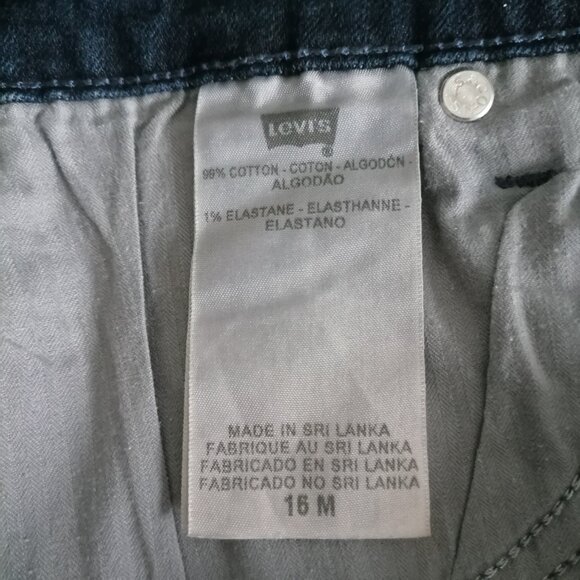 Levi's
®
99% COTTON - COTON - ALGODÓN -
ALGODÃO
1% ELASTANE - ELASTHANNE -
ELASTANO
MADE IN SRI LANKA
FABRIQUE AU SRI LANKA
FABRICADO EN SRI LANKA
FABRICADO NO SRI LANKA
16 M